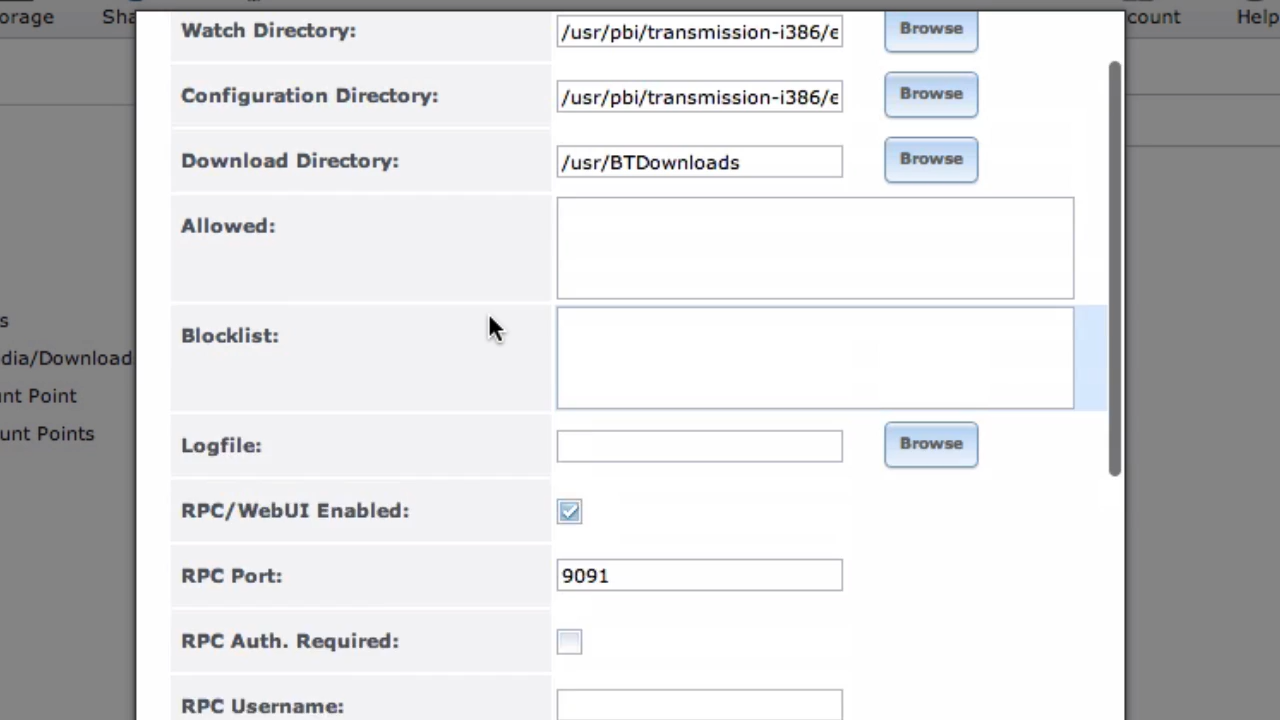 orage
Sha
count
Help
Watch Directory:
/usr/pbi/transmission-i386/e
Browse
Configuration Directory:
/usr/pbi/transmission-i386/e
Browse
Download Directory:
/usr/BTDownloads
Browse
Allowed:
s
Blocklist:
dia/Download
nt Point
unt Points
Logfile:
Browse
RPC/WebUI Enabled:
RPC Port:
9091
RPC Auth. Required:
RPC Username: